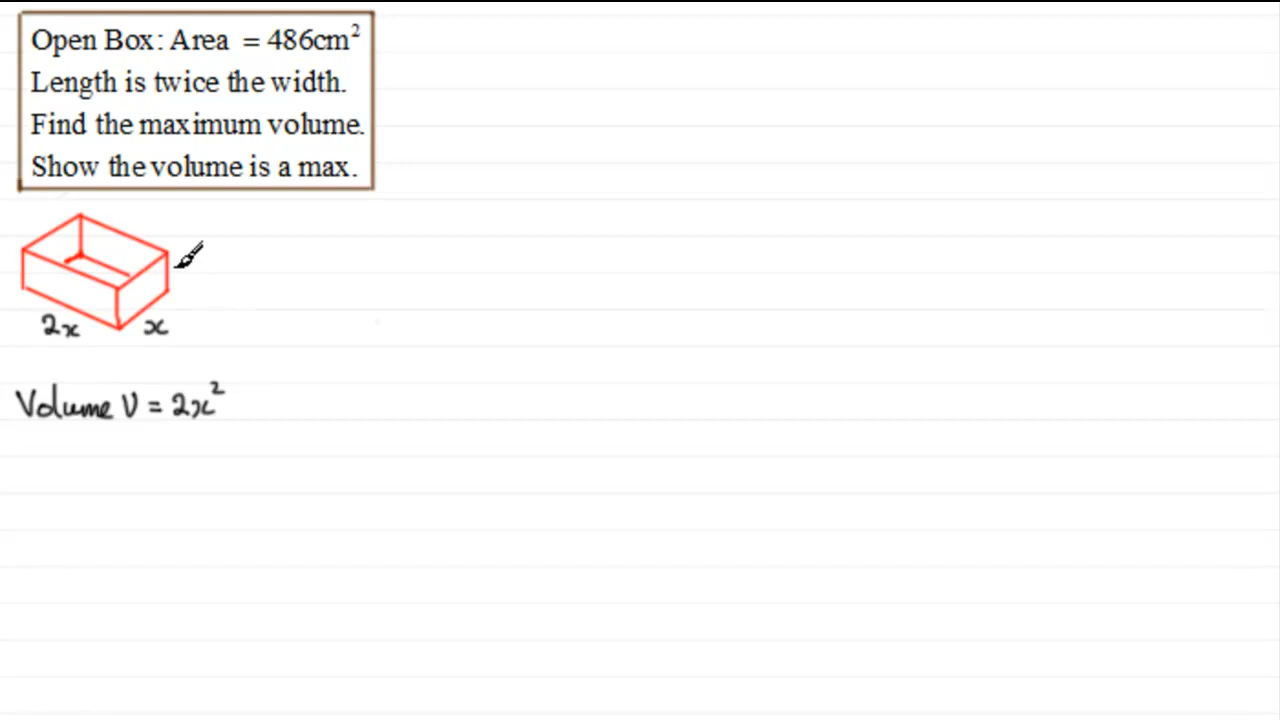 Open Box: Area = 486cm²
Length is twice the width.
Find the maximum volume.
Show the volume is a max.
2x x
Volume V = 2x²